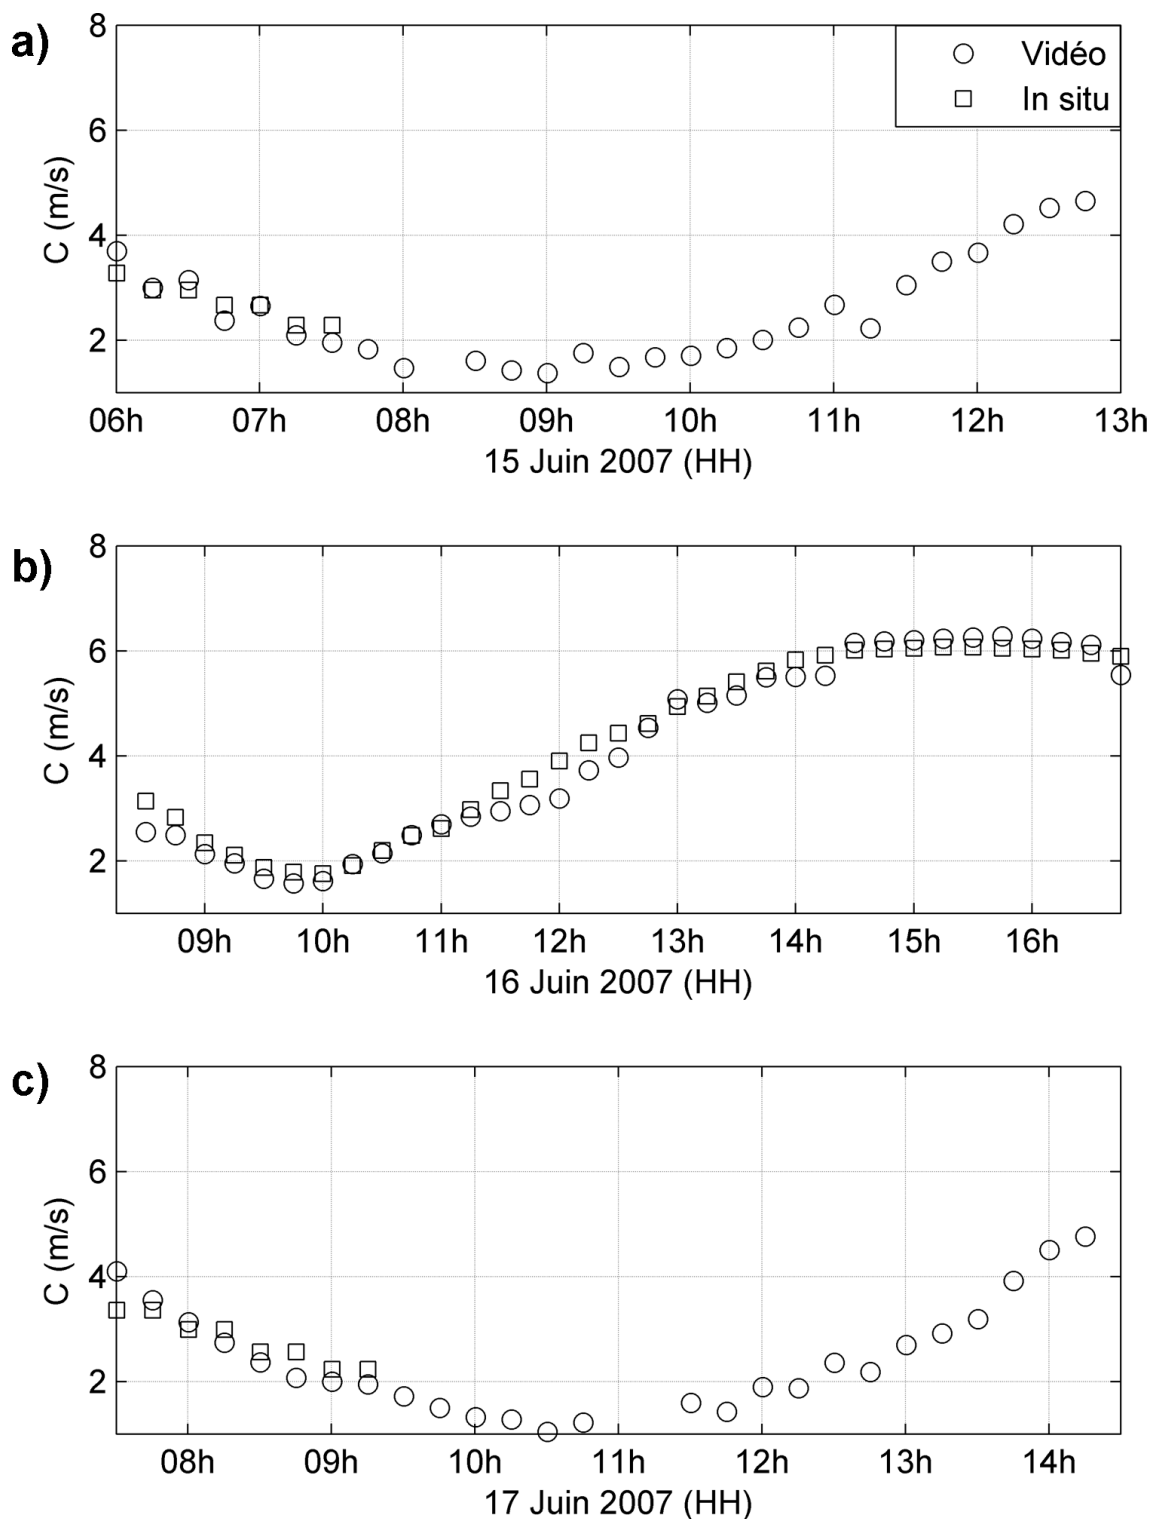 a)
8
6
4
2
C (m/s)
Vidéo
In situ
06h 07h 08h 09h 10h 11h 12h 13h
15 Juin 2007 (HH)
b)
8
6
4
2
C (m/s)
09h 10h 11h 12h 13h 14h 15h 16h
16 Juin 2007 (HH)
c)
8
6
4
2
C (m/s)
08h 09h 10h 11h 12h 13h 14h
17 Juin 2007 (HH)